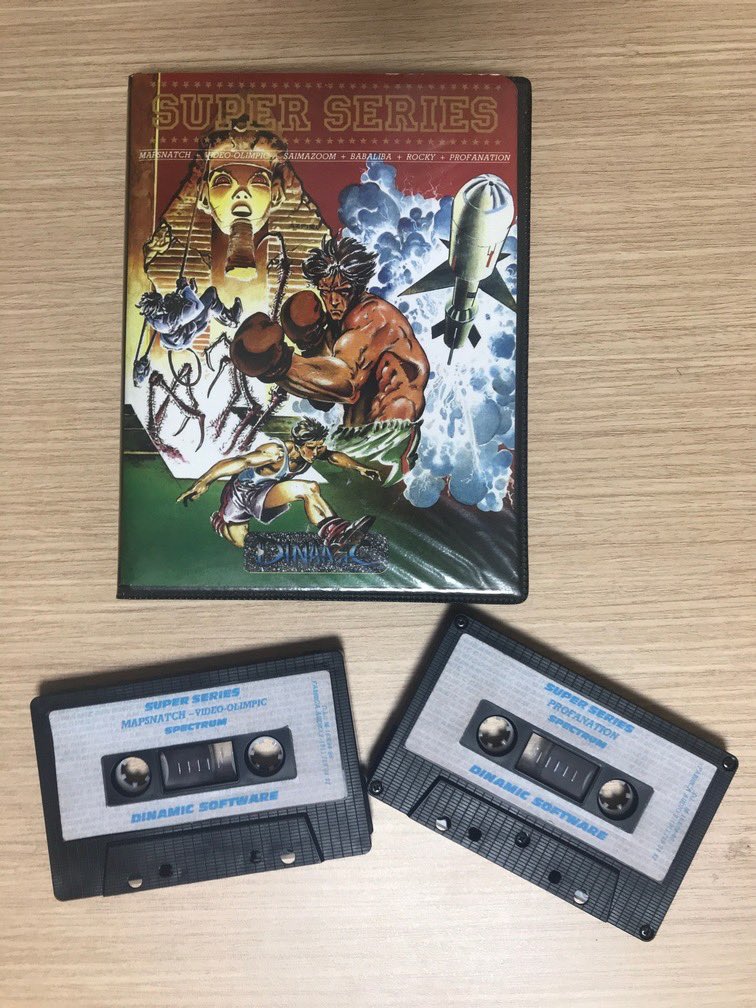 SUPER SERIES
MAPSNATCH + VIDEO-OLIMPIC + SAIMAZOOM + BABALIBA + ROCKY + PROFANATION
DINAMIC
SUPER SERIES
MAPSNATCH - VIDEO-OLIMPIC
SPECTRUM
DINAMIC SOFTWARE
SUPER SERIES
PROFANATION
SPECTRUM
DINAMIC SOFTWARE